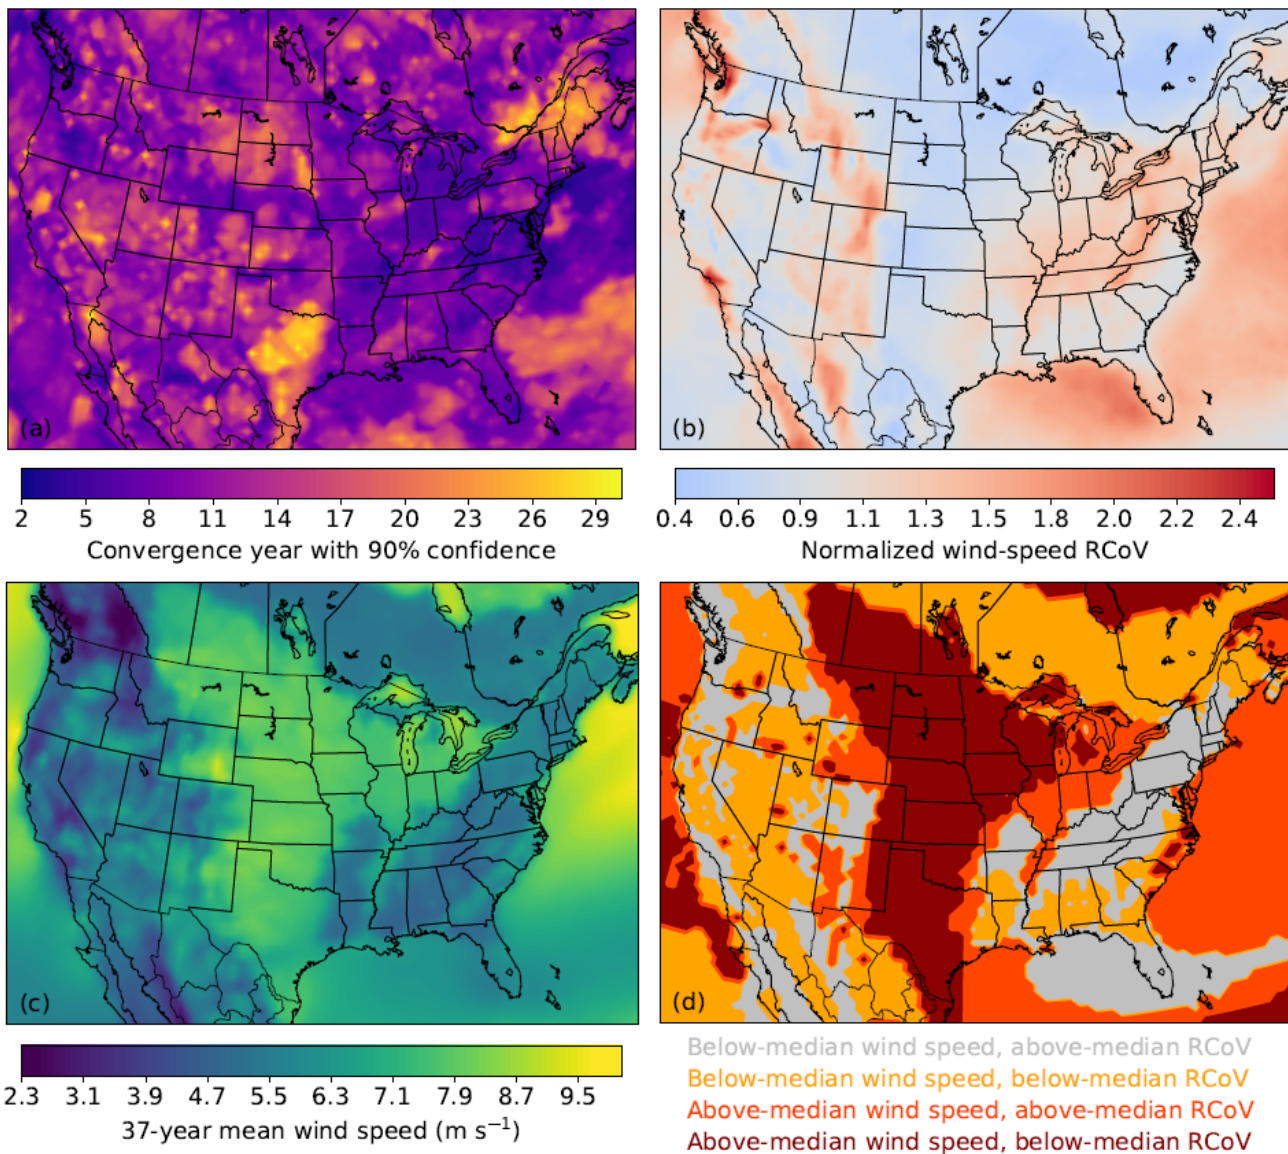 (a)
(b)
2 5 8 11 14 17 20 23 26 29
Convergence year with 90% confidence
0.4 0.6 0.9 1.1 1.3 1.5 1.8 2.0 2.2 2.4
Normalized wind-speed RCoV
(c)
(d)
2.3 3.1 3.9 4.7 5.5 6.3 7.1 7.9 8.7 9.5
37-year mean wind speed (m s⁻¹)
Below-median wind speed, above-median RCoV
Below-median wind speed, below-median RCoV
Above-median wind speed, above-median RCoV
Above-median wind speed, below-median RCoV